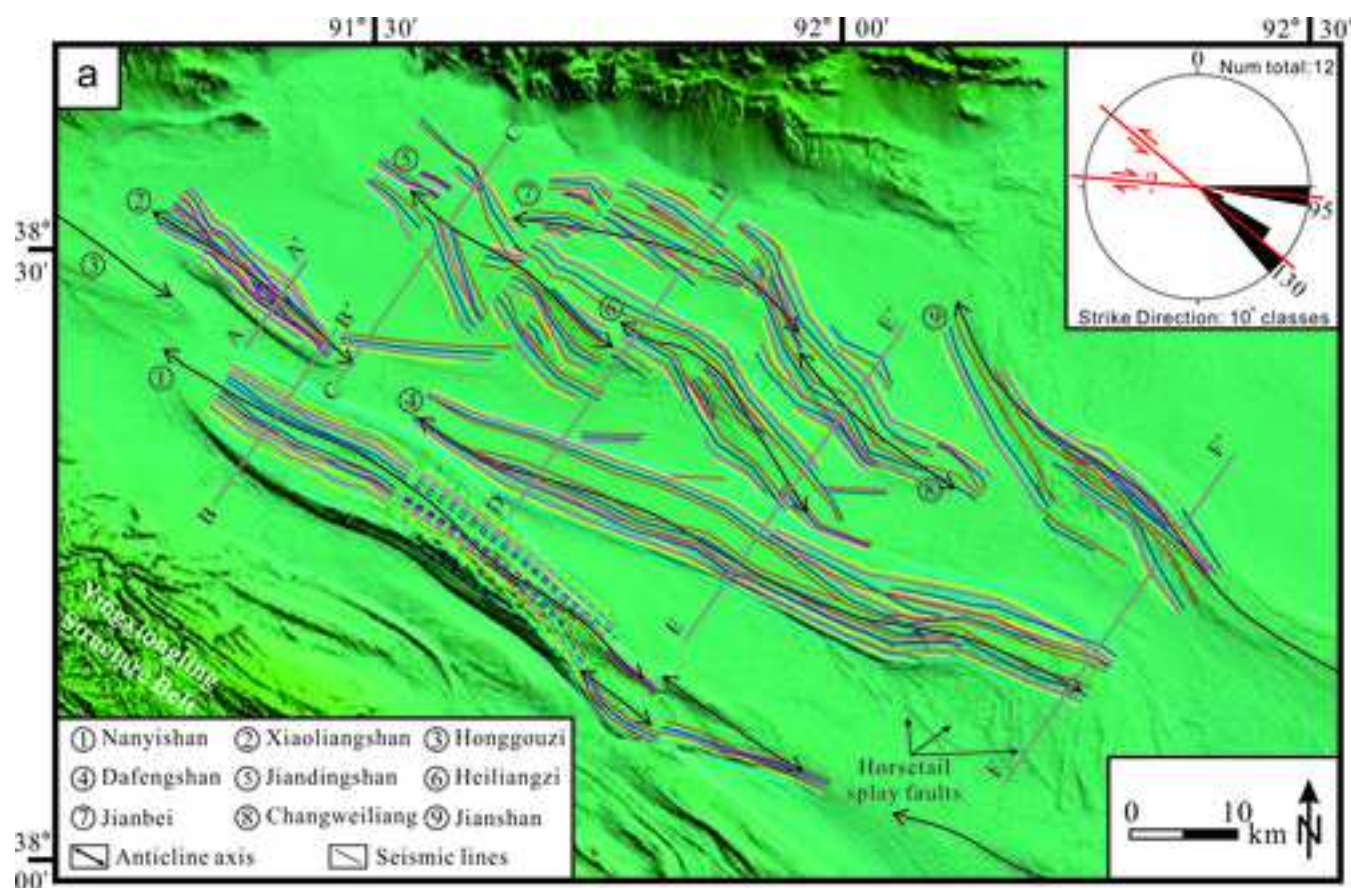 91° 30′ 92° 00′ 92° 30′
a
0
Num total:12
95
130
Strike Direction: 10° classes
38° 30′
C
D′
⑤
⑦
②
A′
③
⑥
E′
⑨
B′
A
C
①
④
F′
⑧
B
D
E
F
Yingxiongling
Structure Belt
Horsetail
splay faults
① Nanyishan ② Xiaoliangshan ③ Honggouzi
④ Dafengshan ⑤ Jiandingshan ⑥ Heiliangzi
⑦ Jianbei ⑧ Changweiliang ⑨ Jianshan
Anticline axis Seismic lines
0 10
km N
38° 00′